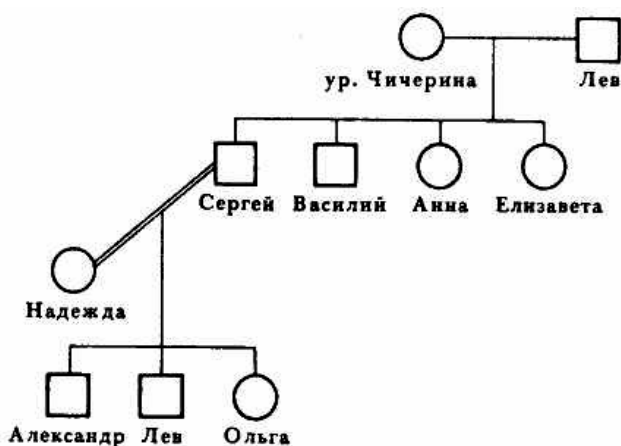 ур. Чичерина Лев
Сергей Василий Анна Елизавета
Надежда
Александр Лев Ольга